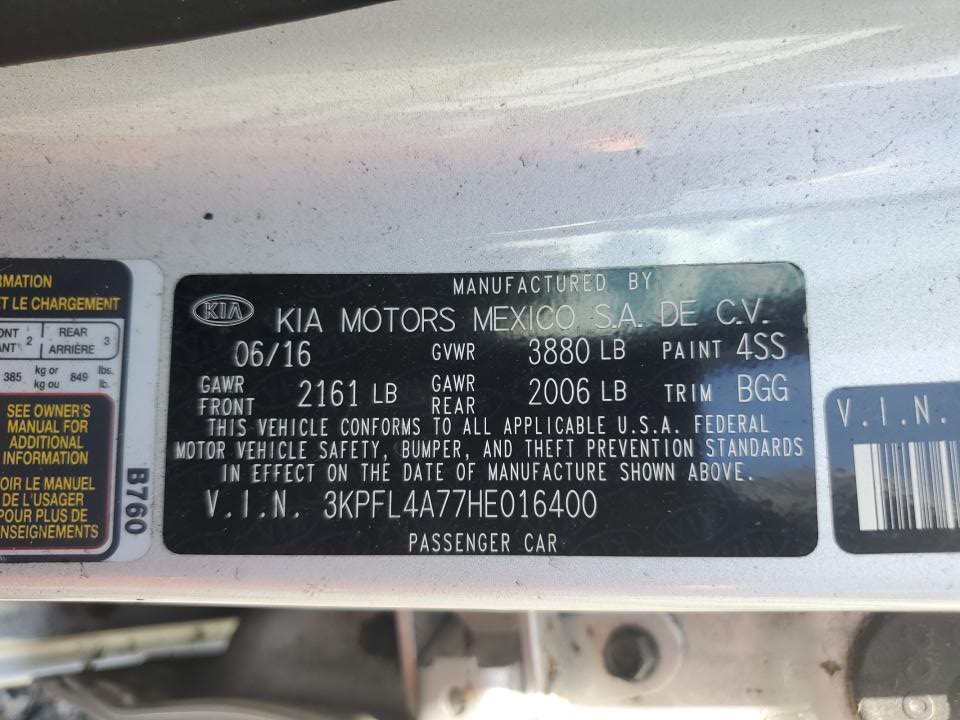 RMATION
ET LE CHARGEMENT
ONT 2 REAR 3
ANT ARRIÈRE
385 kg or 849 lbs.
kg ou lb.
SEE OWNER'S
MANUAL FOR
ADDITIONAL
INFORMATION
OIR LE MANUEL
DE L'USAGER
POUR PLUS DE
NSEIGNEMENTS
B760
MANUFACTURED BY
KIA KIA MOTORS MEXICO S.A. DE C.V.
06/16 GVWR 3880 LB PAINT 4SS
GAWR FRONT 2161 LB GAWR REAR 2006 LB TRIM BGG
THIS VEHICLE CONFORMS TO ALL APPLICABLE U.S.A. FEDERAL
MOTOR VEHICLE SAFETY, BUMPER, AND THEFT PREVENTION STANDARDS
IN EFFECT ON THE DATE OF MANUFACTURE SHOWN ABOVE.
V.I.N. 3KPFL4A77HE016400
PASSENGER CAR
V.I.N.